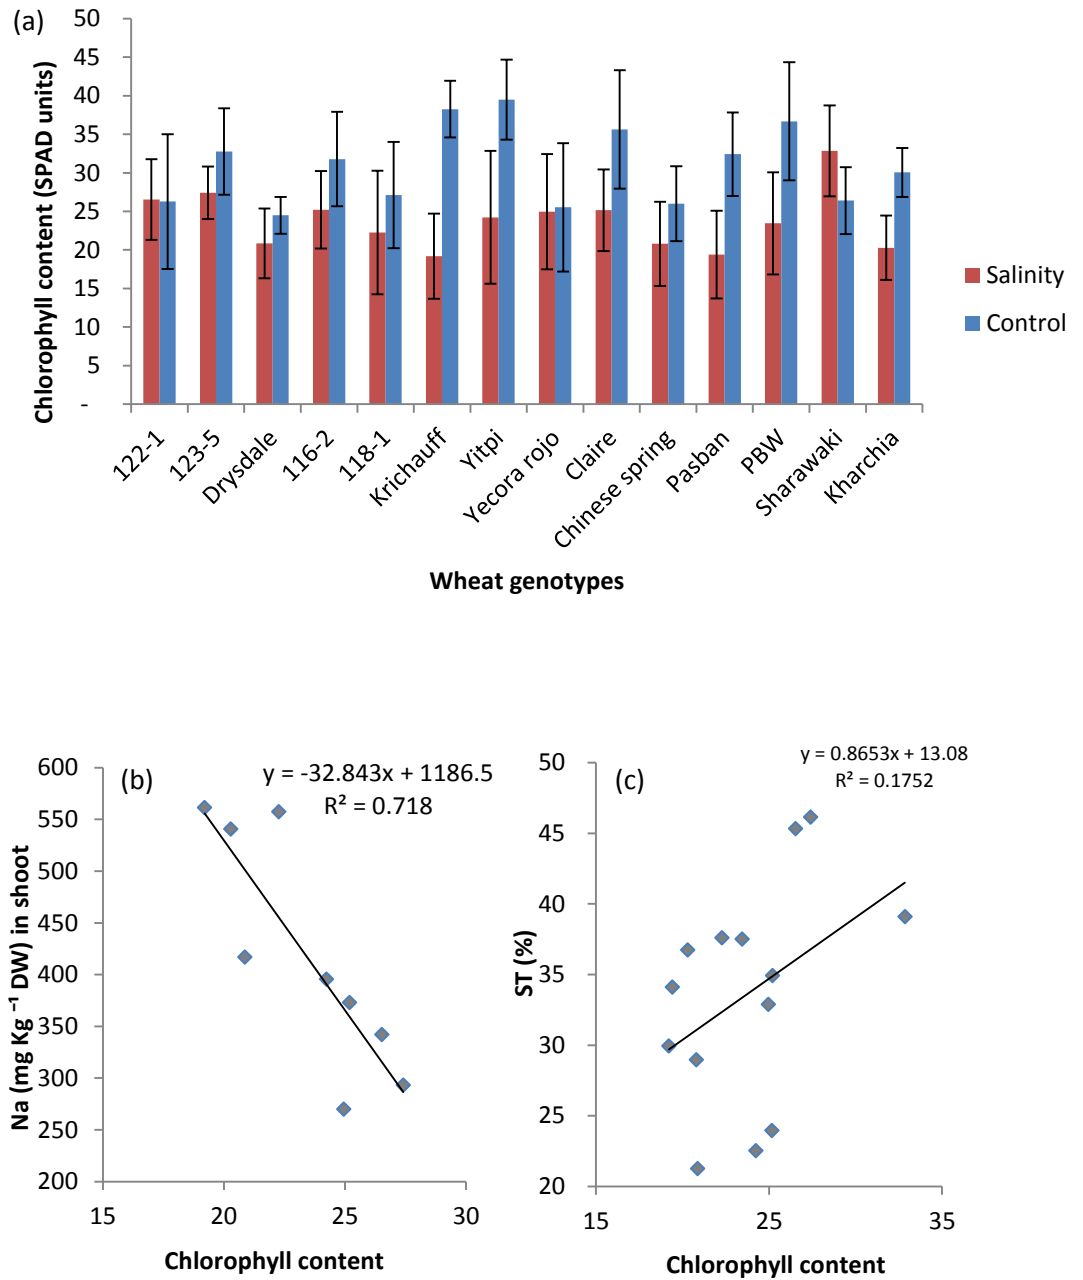 (a)
Chlorophyll content (SPAD units)
50
45
40
35
30
25
20
15
10
5
-
122-1
123-5
Drysdale
116-2
118-1
Krichauff
Yitpi
Yecora rojo
Claire
Chinese spring
Pasban
PBW
Sharawaki
Kharchia
Wheat genotypes
Salinity
Control
(b)
y = -32.843x + 1186.5
R² = 0.718
Na (mg Kg ⁻¹ DW) in shoot
600
550
500
450
400
350
300
250
200
15
20
25
30
Chlorophyll content
(c)
y = 0.8653x + 13.08
R² = 0.1752
ST (%)
50
45
40
35
30
25
20
15
25
35
Chlorophyll content